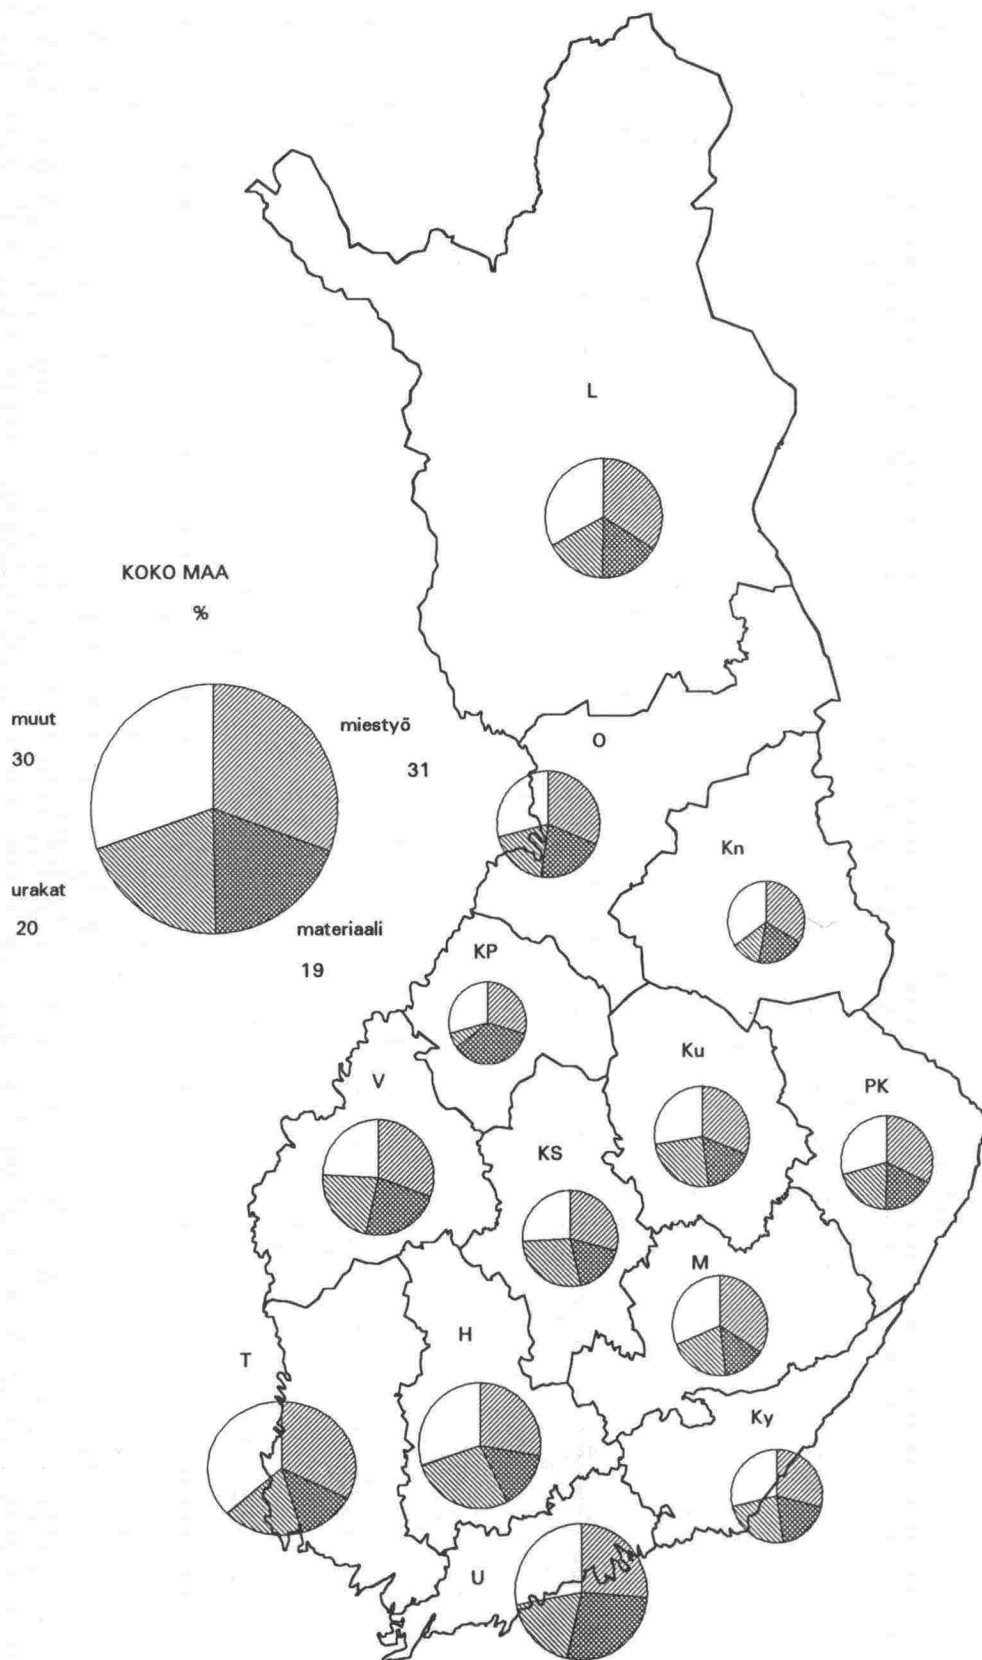 L
KOKO MAA
%
muut
30
miestyö
31
urakat
20
materiaali
19
O
Kn
KP
Ku
V
PK
KS
M
H
T
Ky
U